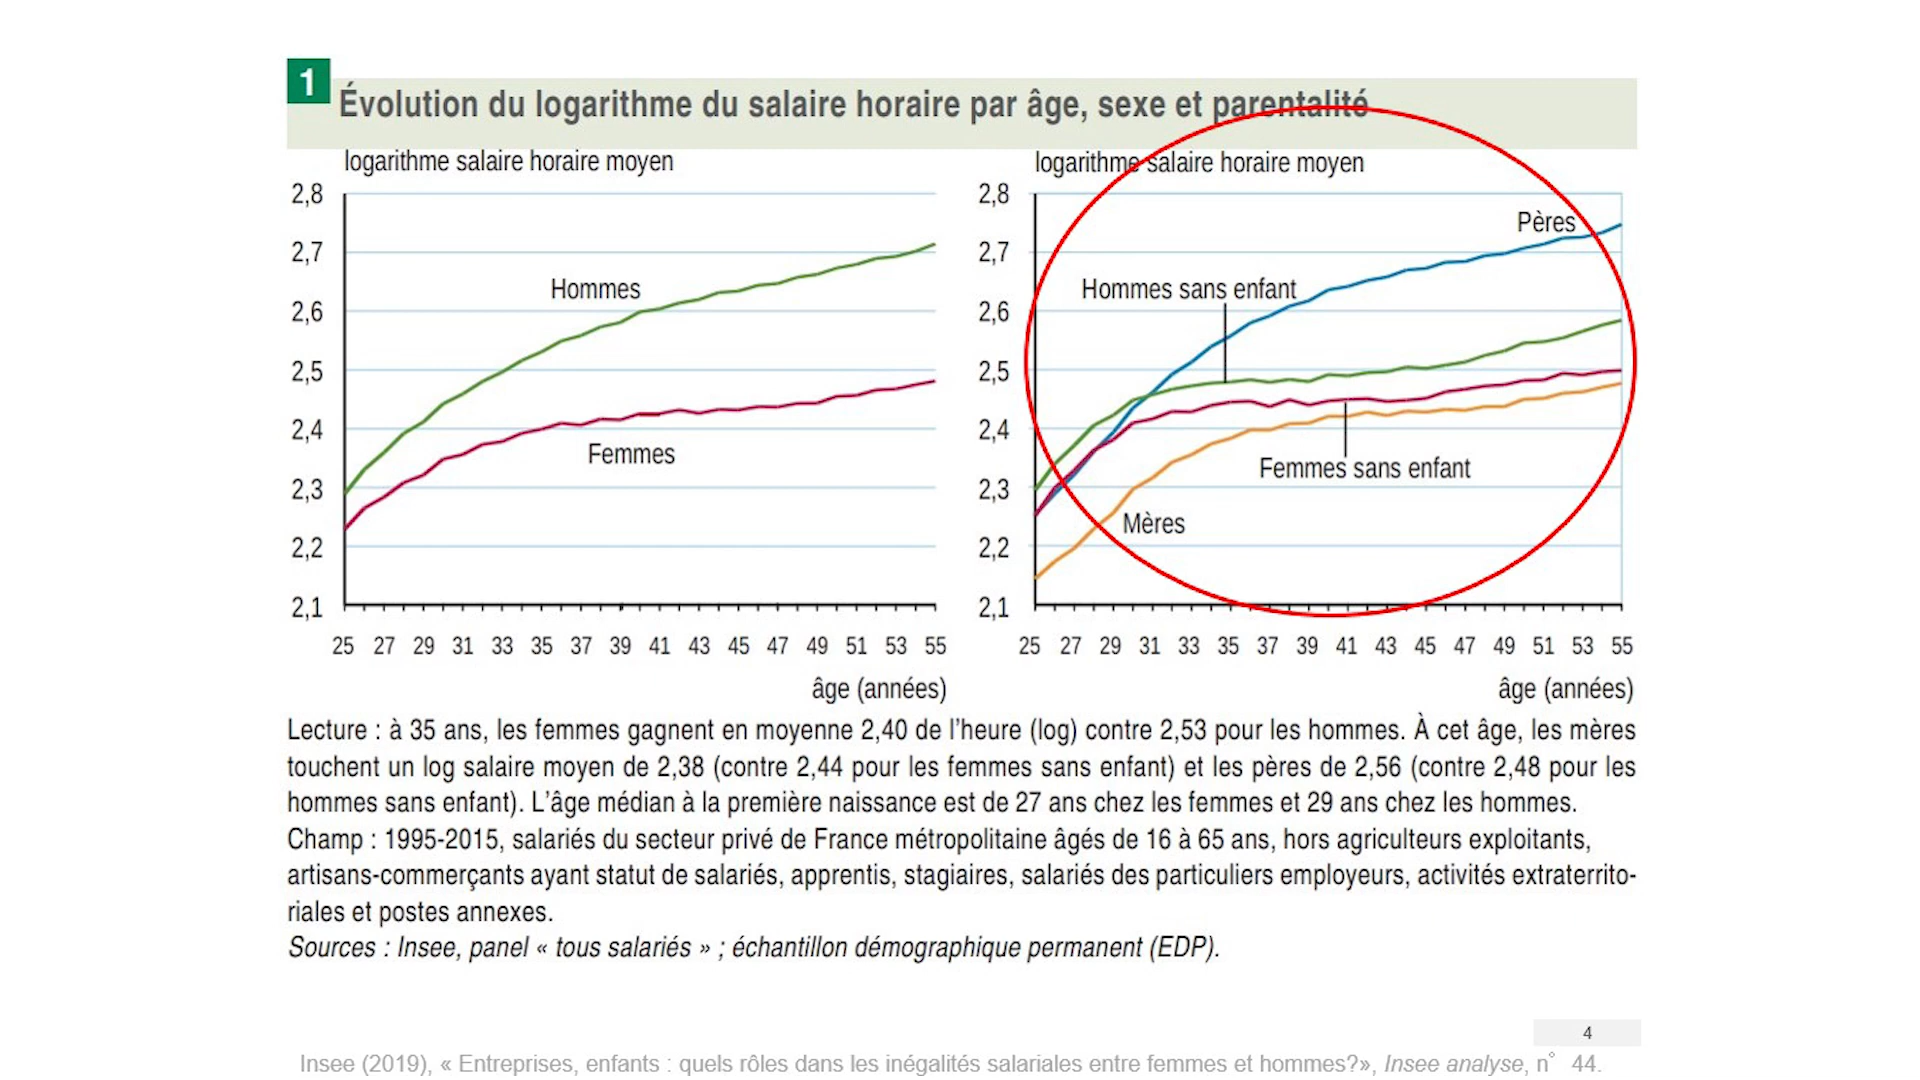 1
Évolution du logarithme du salaire horaire par âge, sexe et parentalité
logarithme salaire horaire moyen
2,8
2,7
2,6
2,5
2,4
2,3
2,2
2,1
Hommes
Femmes
25 27 29 31 33 35 37 39 41 43 45 47 49 51 53 55
âge (années)
logarithme salaire horaire moyen
2,8
2,7
2,6
2,5
2,4
2,3
2,2
2,1
Pères
Hommes sans enfant
Femmes sans enfant
Mères
25 27 29 31 33 35 37 39 41 43 45 47 49 51 53 55
âge (années)
Lecture : à 35 ans, les femmes gagnent en moyenne 2,40 de l'heure (log) contre 2,53 pour les hommes. À cet âge, les mères
touchent un log salaire moyen de 2,38 (contre 2,44 pour les femmes sans enfant) et les pères de 2,56 (contre 2,48 pour les
hommes sans enfant). L'âge médian à la première naissance est de 27 ans chez les femmes et 29 ans chez les hommes.
Champ : 1995-2015, salariés du secteur privé de France métropolitaine âgés de 16 à 65 ans, hors agriculteurs exploitants,
artisans-commerçants ayant statut de salariés, apprentis, stagiaires, salariés des particuliers employeurs, activités extraterrito-
riales et postes annexes.
Sources : Insee, panel « tous salariés » ; échantillon démographique permanent (EDP).
4
Insee (2019), « Entreprises, enfants : quels rôles dans les inégalités salariales entre femmes et hommes?», Insee analyse, n° 44.